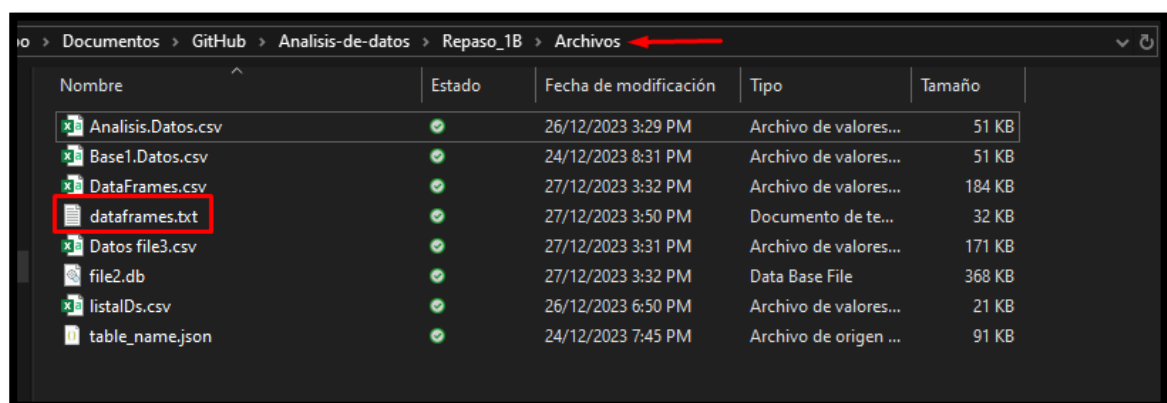 oo > Documentos > GitHub > Analisis-de-datos > Repaso_1B > Archivos
Nombre Estado Fecha de modificación Tipo Tamaño
Analisis.Datos.csv 26/12/2023 3:29 PM Archivo de valores... 51 KB
Base1.Datos.csv 24/12/2023 8:31 PM Archivo de valores... 51 KB
DataFrames.csv 27/12/2023 3:32 PM Archivo de valores... 184 KB
dataframes.txt 27/12/2023 3:50 PM Documento de te... 32 KB
Datos file3.csv 27/12/2023 3:31 PM Archivo de valores... 171 KB
file2.db 27/12/2023 3:32 PM Data Base File 368 KB
listaIDs.csv 26/12/2023 6:50 PM Archivo de valores... 21 KB
table_name.json 24/12/2023 7:45 PM Archivo de origen ... 91 KB